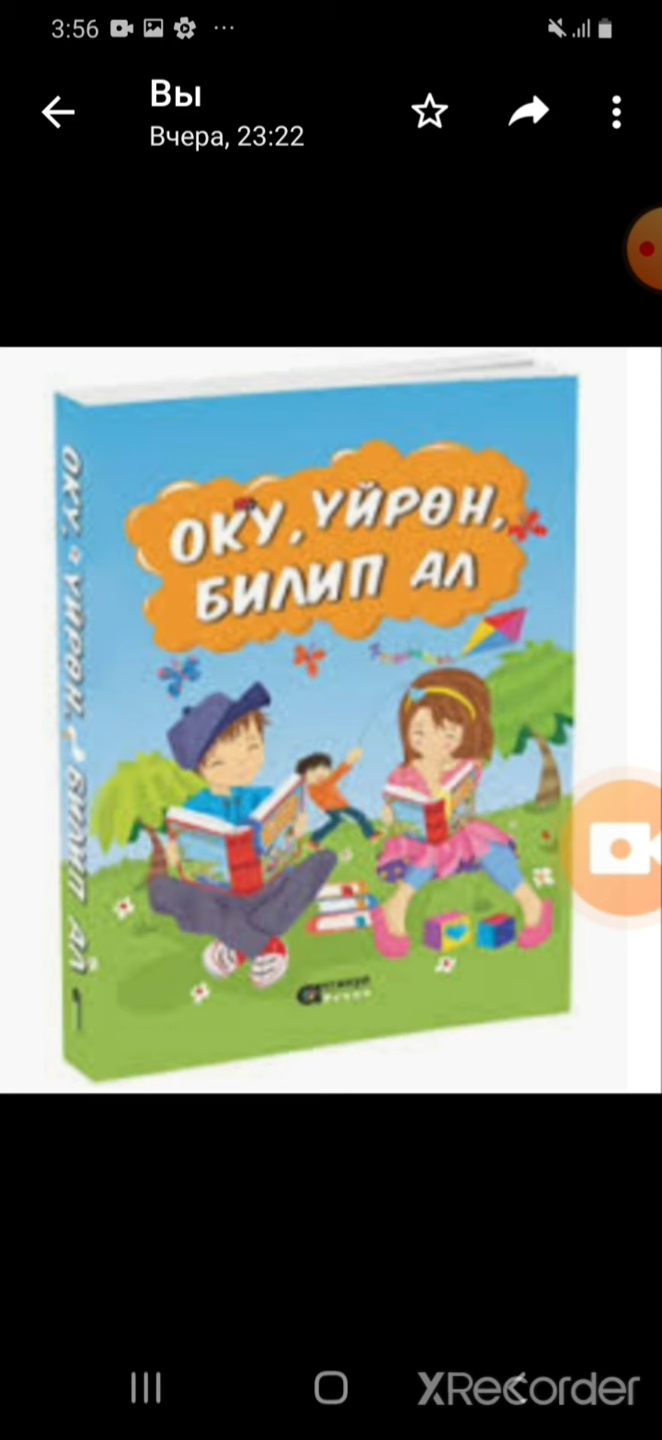 3:56
Вы
Вчера, 23:22
ОКУ, ҮЙРӨН,
БИЛИП АЛ
ОКУ, ҮЙРӨН, БИЛИП АЛ
XRecorder